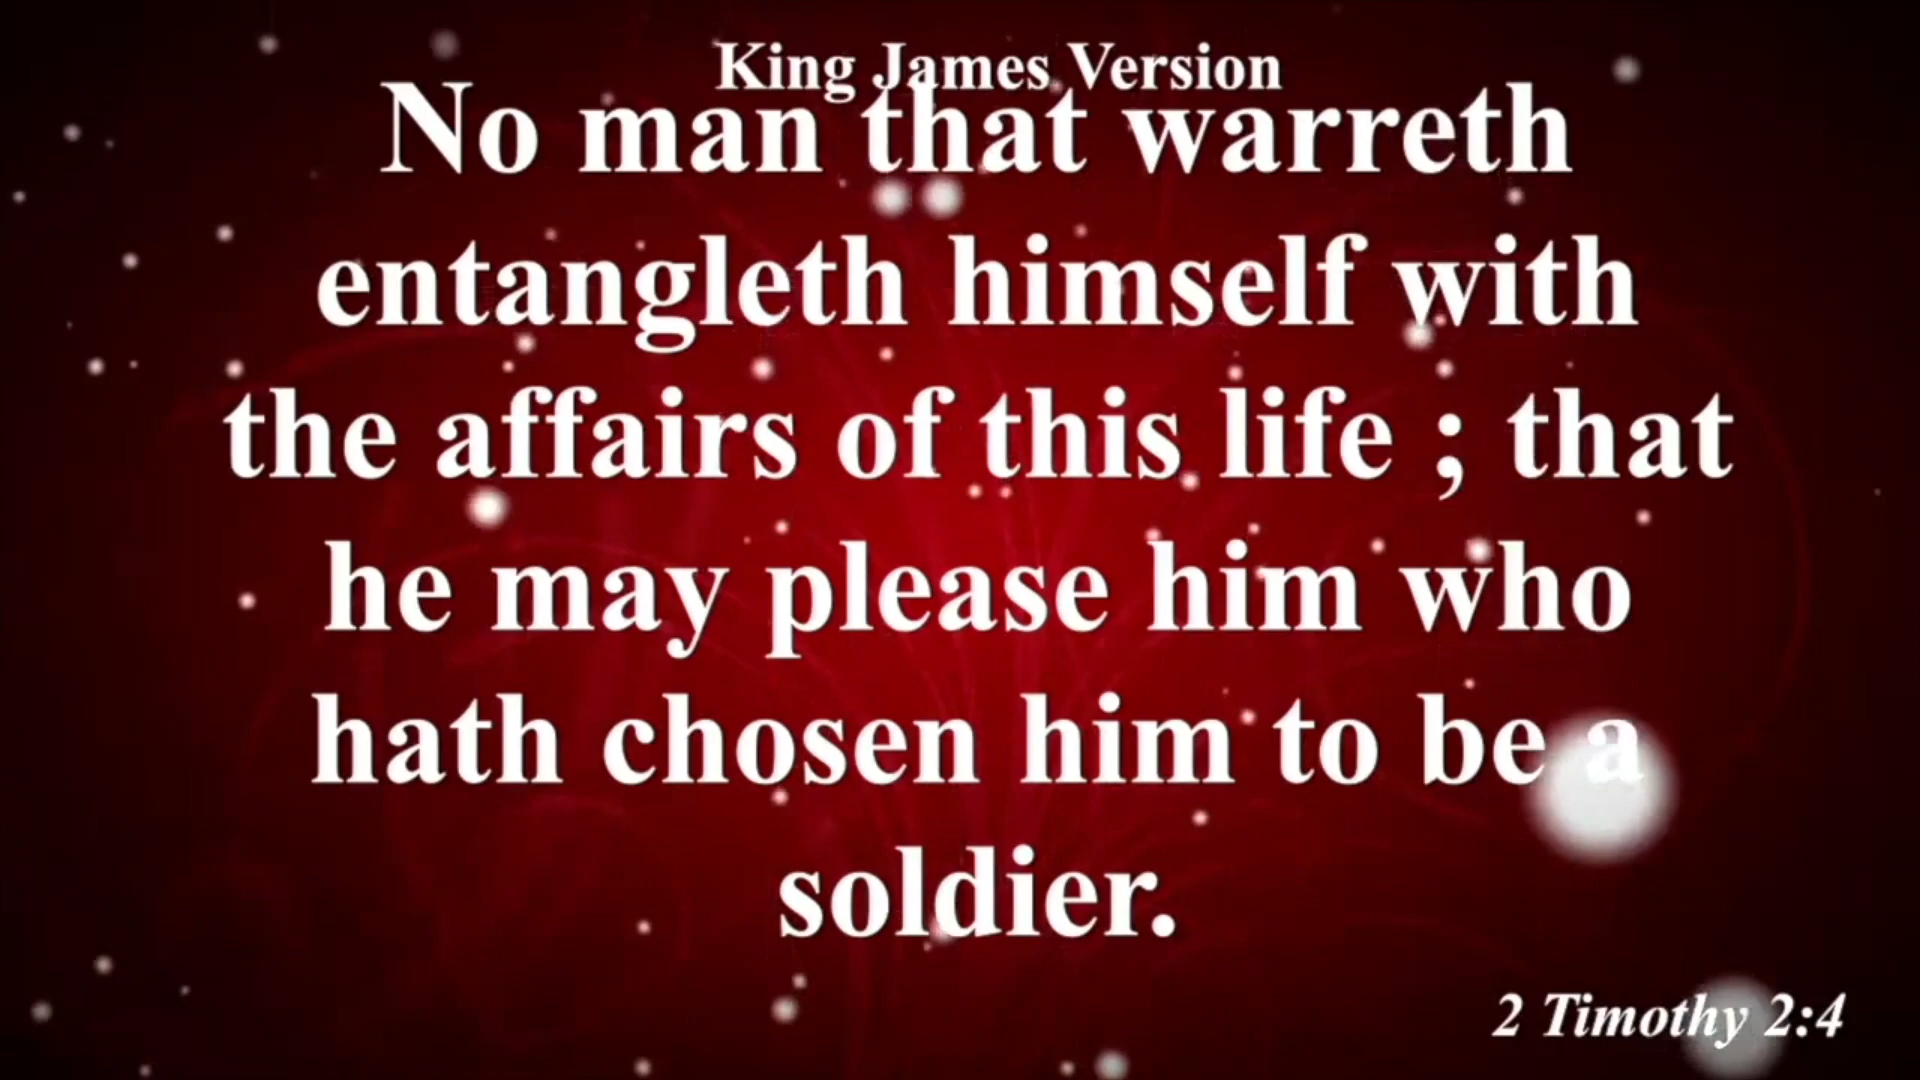 King James Version
No man that warreth
entangleth himself with
the affairs of this life ; that
he may please him who
hath chosen him to be a
soldier.
2 Timothy 2:4